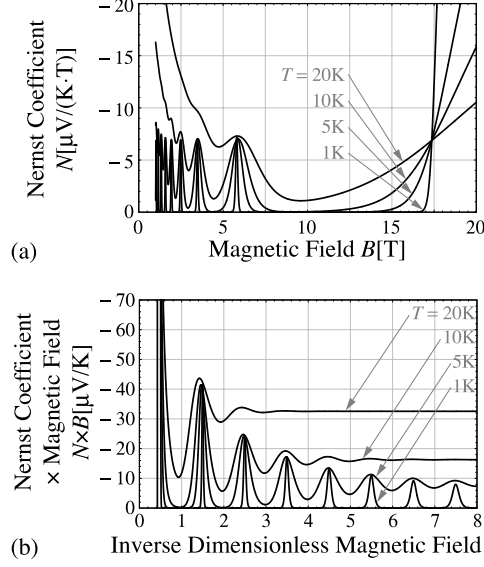 Nernst Coefficient
N[μV/(K·T)]
− 20
− 15
− 10
−5
0
T = 20K
10K
5K
1K
0 5 10 15 20
(a)
Magnetic Field B[T]
Nernst Coefficient
× Magnetic Field
N×B[μV/K]
− 70
− 60
− 50
− 40
− 30
− 20
− 10
0
T = 20K
10K
5K
1K
0 1 2 3 4 5 6 7 8
(b)
Inverse Dimensionless Magnetic Field